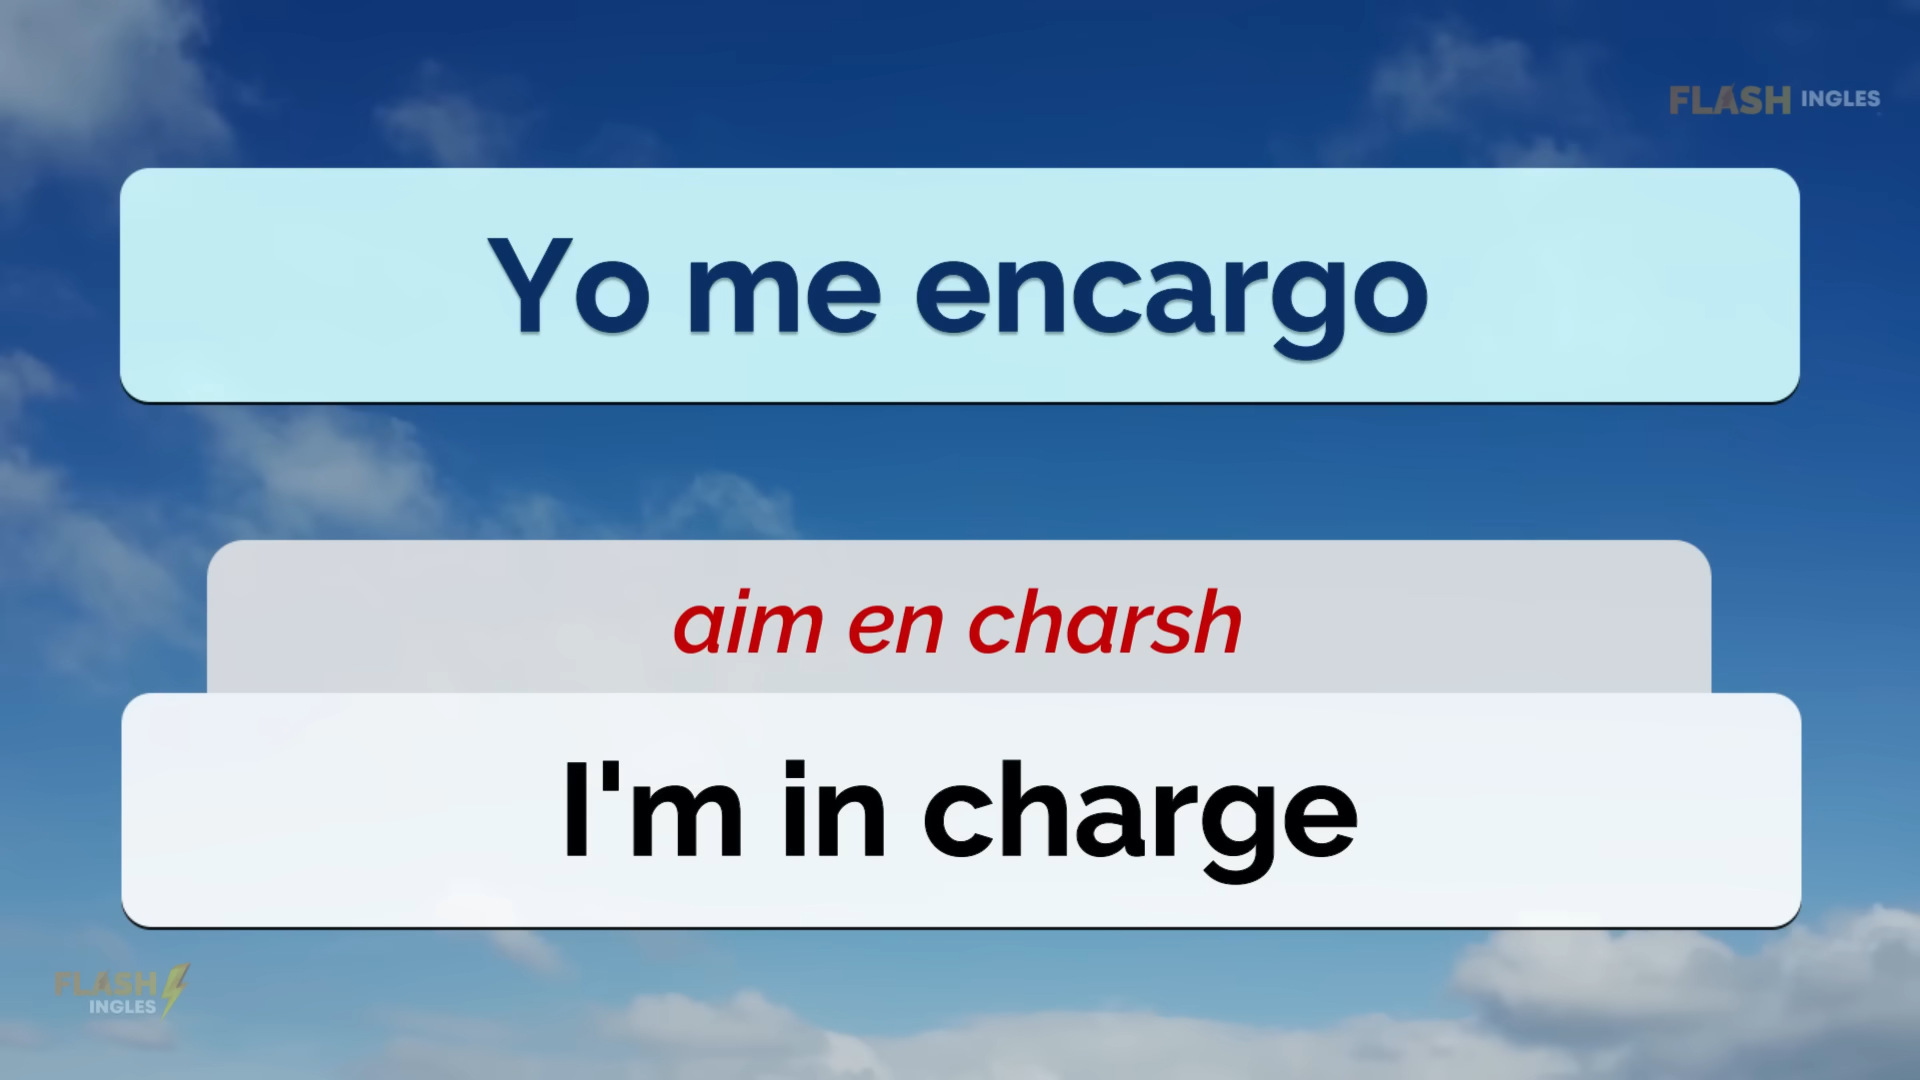 FLASH INGLES
Yo me encargo
aim en charsh
I'm in charge
FLASH
INGLES